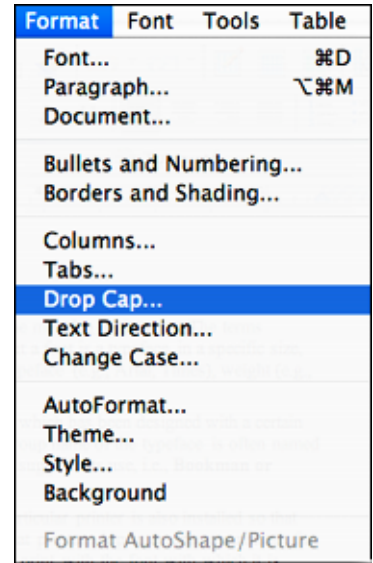 Format Font Tools Table
Font... ⌘D
Paragraph... ⌥⌘M
Document...
Bullets and Numbering...
Borders and Shading...
Columns...
Tabs...
Drop Cap...
Text Direction...
Change Case...
AutoFormat...
Theme...
Style...
Background
Format AutoShape/Picture